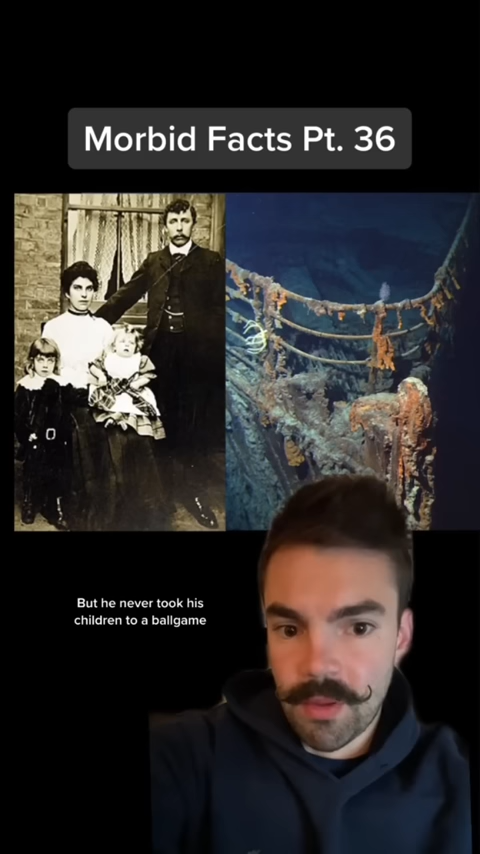 Morbid Facts Pt. 36
But he never took his
children to a ballgame